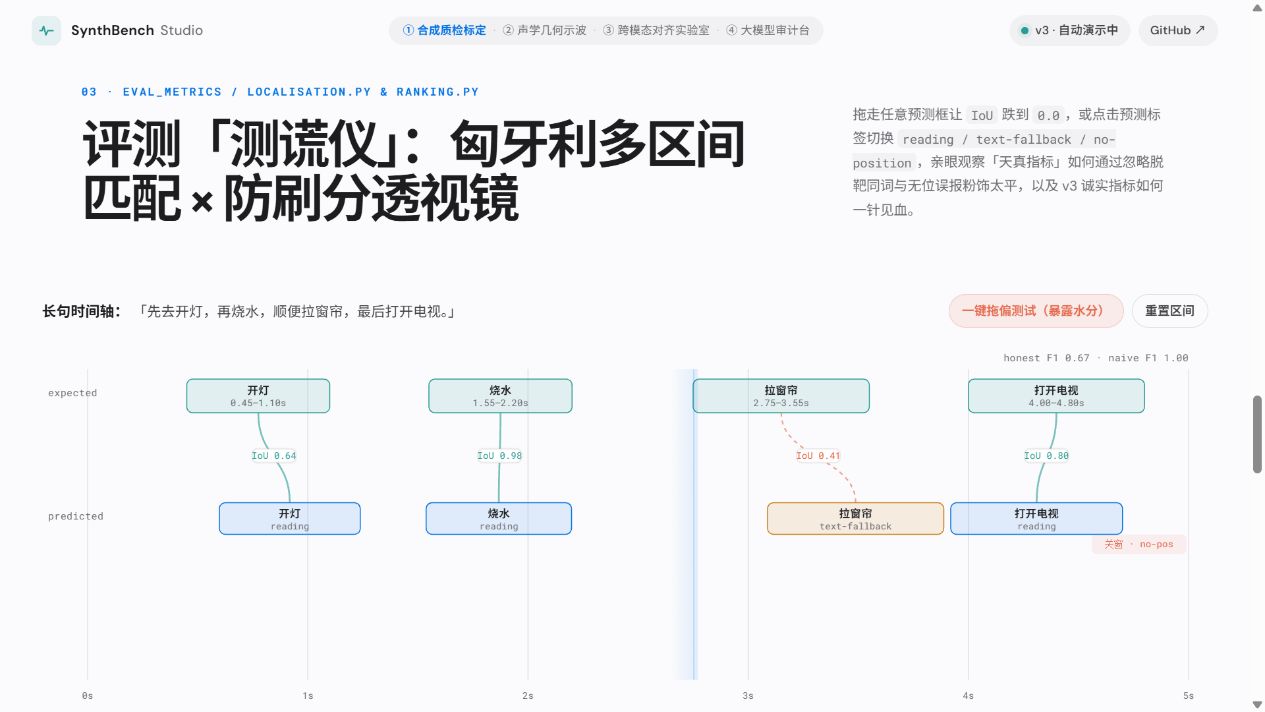 SynthBench Studio
① 合成质检标定 · ② 声学几何示波 · ③ 跨模态对齐实验室 · ④ 大模型审计台
v3 · 自动演示中
GitHub ↗
03 · EVAL_METRICS / LOCALISATION.PY & RANKING.PY
评测「测谎仪」：匈牙利多区间
匹配 × 防刷分透视镜
拖走任意预测框让 IoU 跌到 0.0，或点击预测标
签切换 reading / text-fallback / no-
position，亲眼观察「天真指标」如何通过忽略脱
靶同词与无位误报粉饰太平，以及 v3 诚实指标如何
一针见血。
长句时间轴：「先去开灯，再烧水，顺便拉窗帘，最后打开电视。」
一键拖偏测试（暴露水分）
重置区间
honest F1 0.67 · naive F1 1.00
expected
开灯
0.45–1.10s
烧水
1.55–2.20s
拉窗帘
2.75–3.55s
打开电视
4.00–4.80s
IoU 0.64
IoU 0.98
IoU 0.41
IoU 0.80
predicted
开灯
reading
烧水
reading
拉窗帘
text-fallback
打开电视
reading
关窗 · no-pos
0s
1s
2s
3s
4s
5s